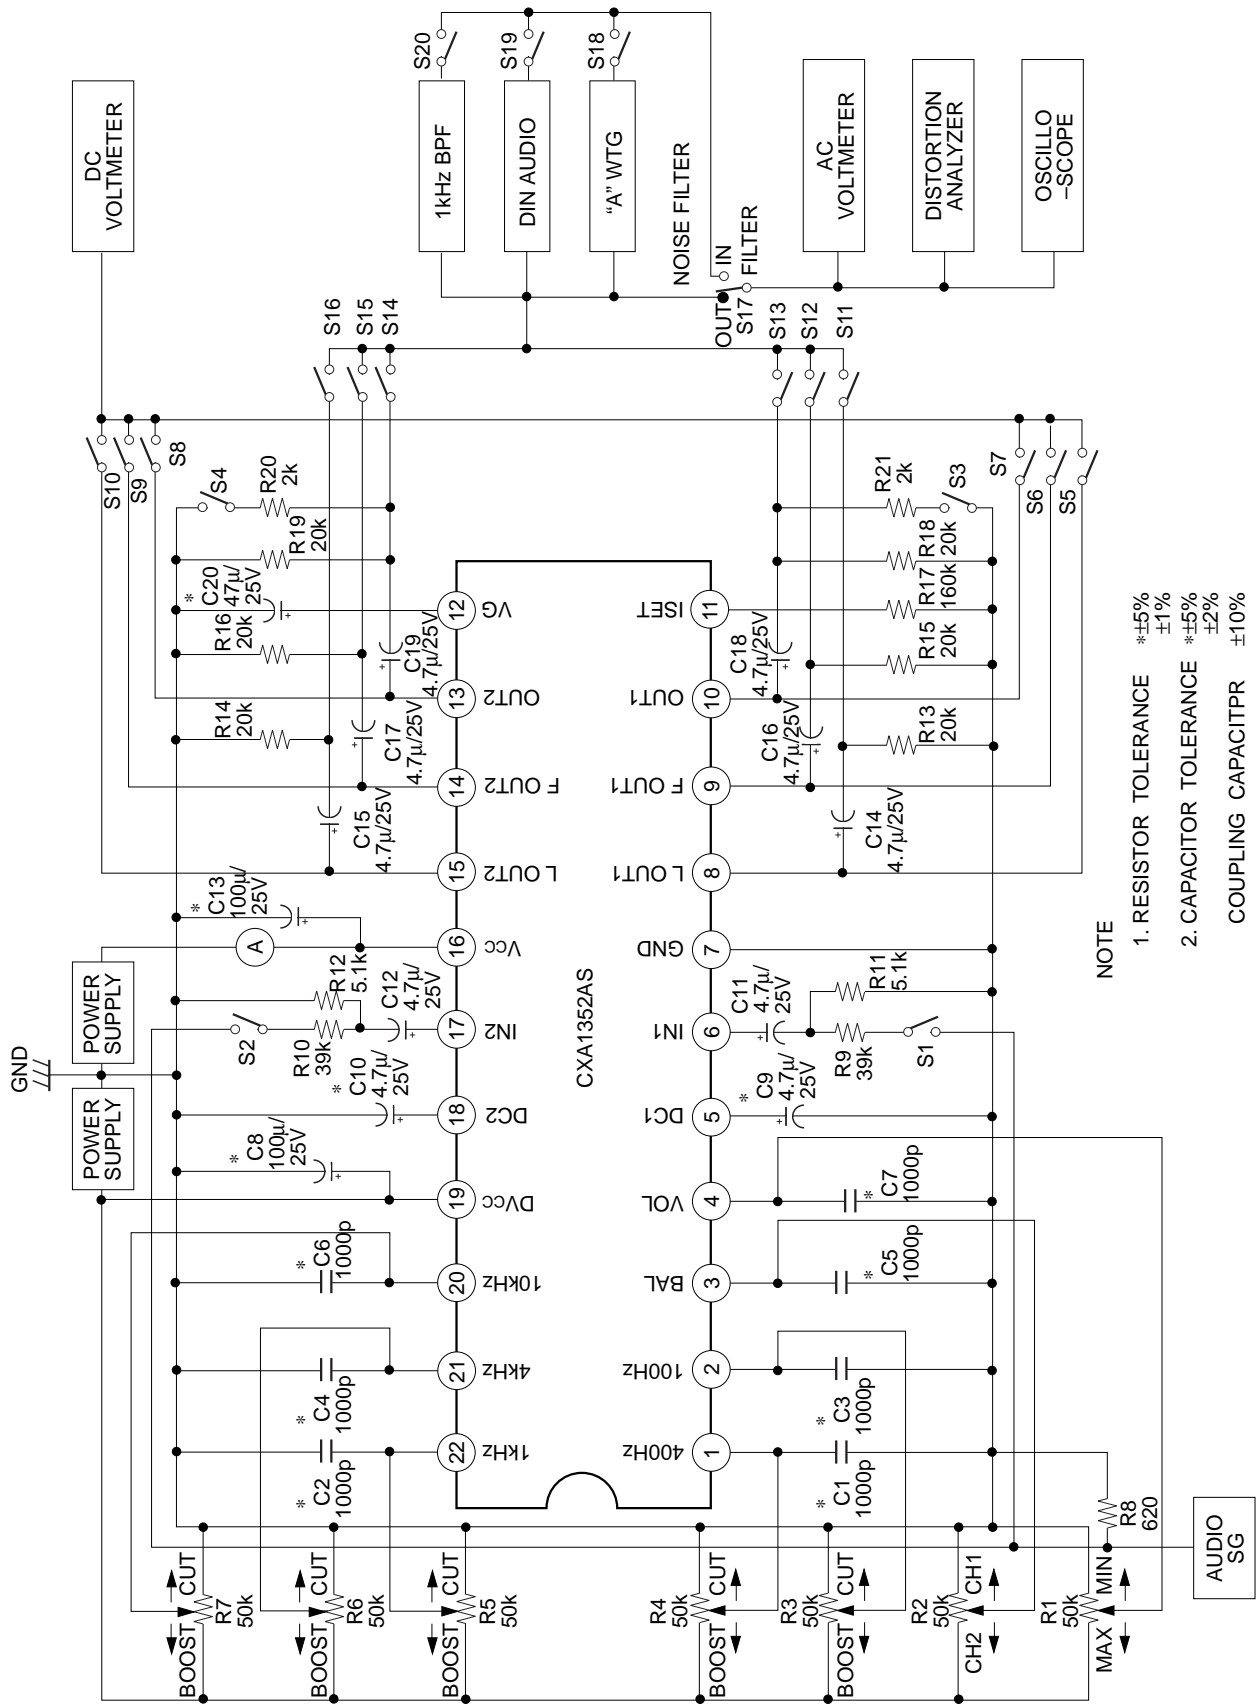 GND
POWER
SUPPLY
POWER
SUPPLY
DC
VOLTMETER
S20
S19
S18
1kHz BPF
DIN AUDIO
"A" WTG
NOISE FILTER
OUT
IN
S17
FILTER
AC
VOLTMETER
DISTORTION
ANALYZER
OSCILLO
–SCOPE
S16
S15
S14
S13
S12
S11
S10
S9
S8
S7
S6
S5
S4
R20
2k
R19
20k
* C20
47μ/
25V
R16
20k
R14
20k
C19
4.7μ/25V
C17
4.7μ/25V
C15
4.7μ/25V
* C13
100μ/
25V
A
R12
5.1k
S2
R10
39k
C12
4.7μ/
25V
* C10
4.7μ/
25V
* C8
100μ/
25V
* C6
1000p
* C4
1000p
* C2
1000p
22
21
20
19
18
17
16
15
14
13
12
1kHz
4kHz
10kHz
DVcc
DC2
IN2
Vcc
L OUT2
F OUT2
OUT2
VG
CXA1352AS
400Hz
100Hz
BAL
VOL
DC1
IN1
GND
L OUT1
F OUT1
OUT1
ISET
1
2
3
4
5
6
7
8
9
10
11
* C1
1000p
* C3
1000p
* C5
1000p
* C7
1000p
* C9
4.7μ/
25V
C11
4.7μ/
25V
R9
39k
S1
R11
5.1k
C14
4.7μ/25V
C16
4.7μ/25V
C18
4.7μ/25V
R13
20k
R15
20k
R17
160k
R18
20k
R21
2k
S3
BOOST
CUT
R7
50k
BOOST
CUT
R6
50k
BOOST
CUT
R5
50k
R4
50k
BOOST
CUT
R3
50k
BOOST
CUT
R2
50k
CH2
CH1
R1
50k
MAX
MIN
R8
620
AUDIO
SG
NOTE
1. RESISTOR TOLERANCE *±5%
±1%
2. CAPACITOR TOLERANCE *±5%
±2%
COUPLING CAPACITPR ±10%